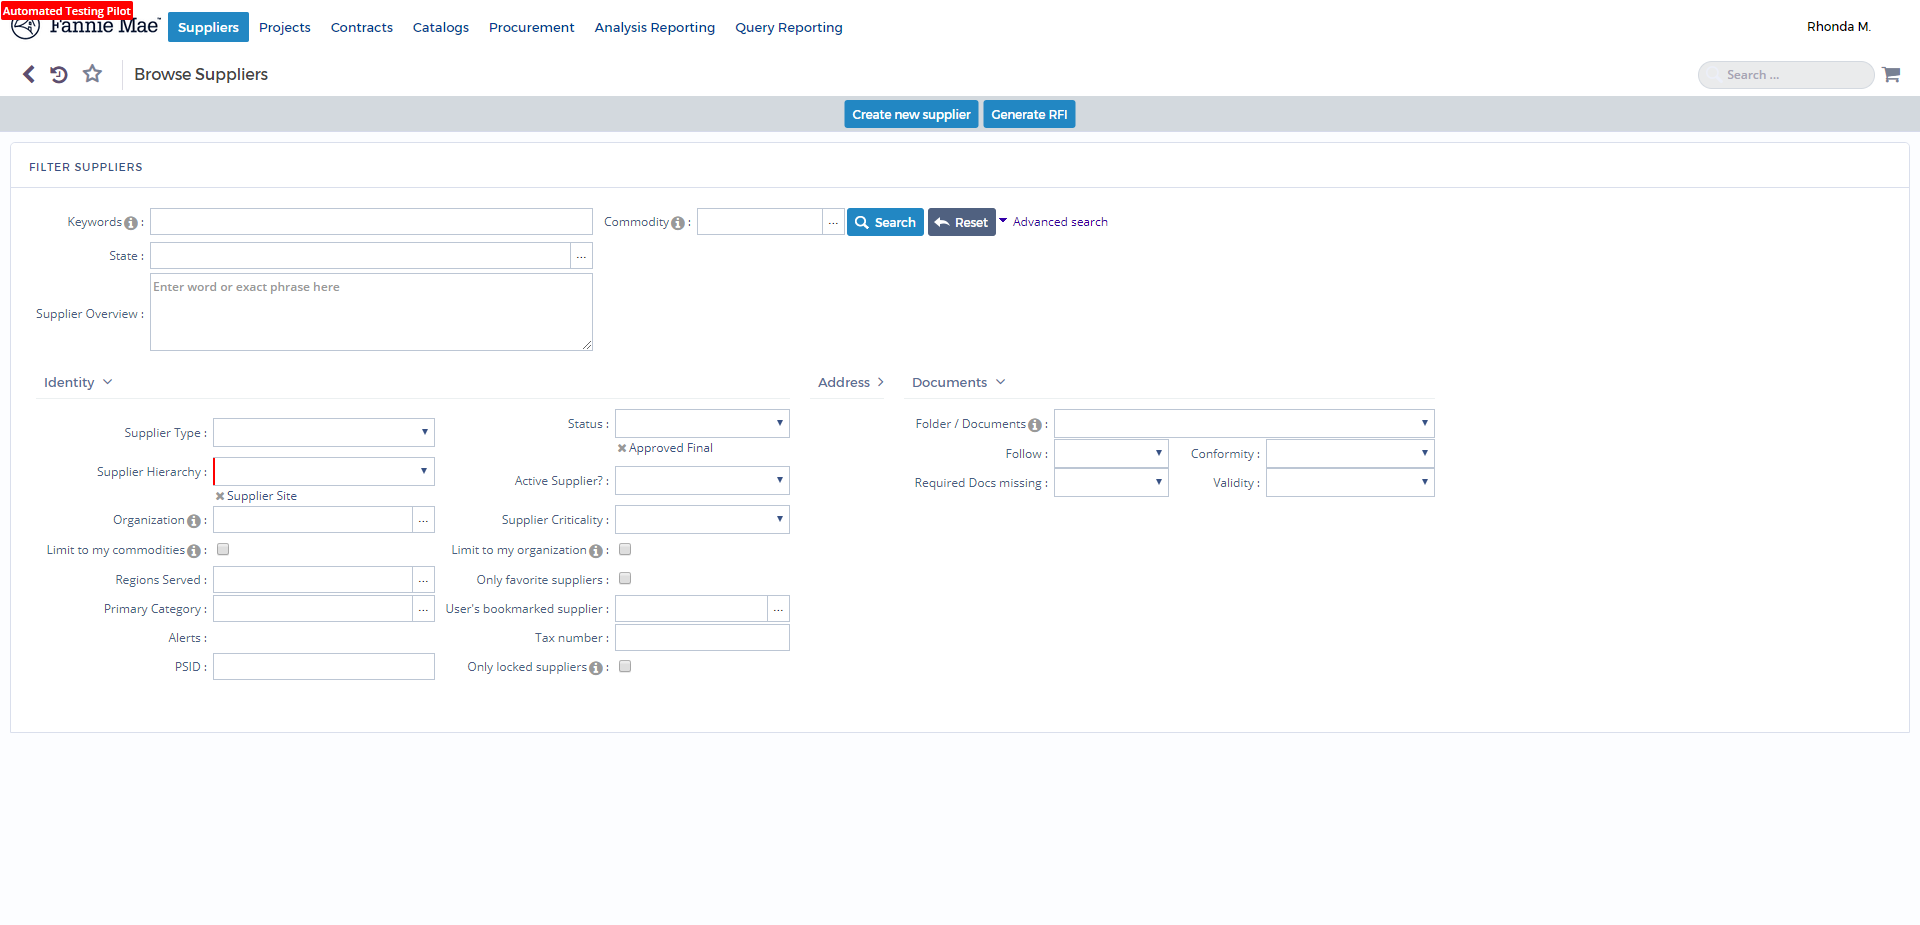 Automated Testing Pilot
Fannie Mae
Suppliers Projects Contracts Catalogs Procurement Analysis Reporting Query Reporting
Rhonda M.
Browse Suppliers
Search ...
Create new supplier Generate RFI
FILTER SUPPLIERS
Keywords i : Commodity i : ... Search Reset Advanced search
State : ...
Supplier Overview : Enter word or exact phrase here
Identity Address Documents
Supplier Type : Status : Folder / Documents i :
Approved Final
Follow : Conformity :
Supplier Hierarchy : Active Supplier? : Required Docs missing : Validity :
Supplier Site
Organization i : ... Supplier Criticality :
Limit to my commodities i : Limit to my organization i :
Regions Served : ... Only favorite suppliers :
Primary Category : ... User's bookmarked supplier : ...
Alerts : Tax number :
PSID : Only locked suppliers i :